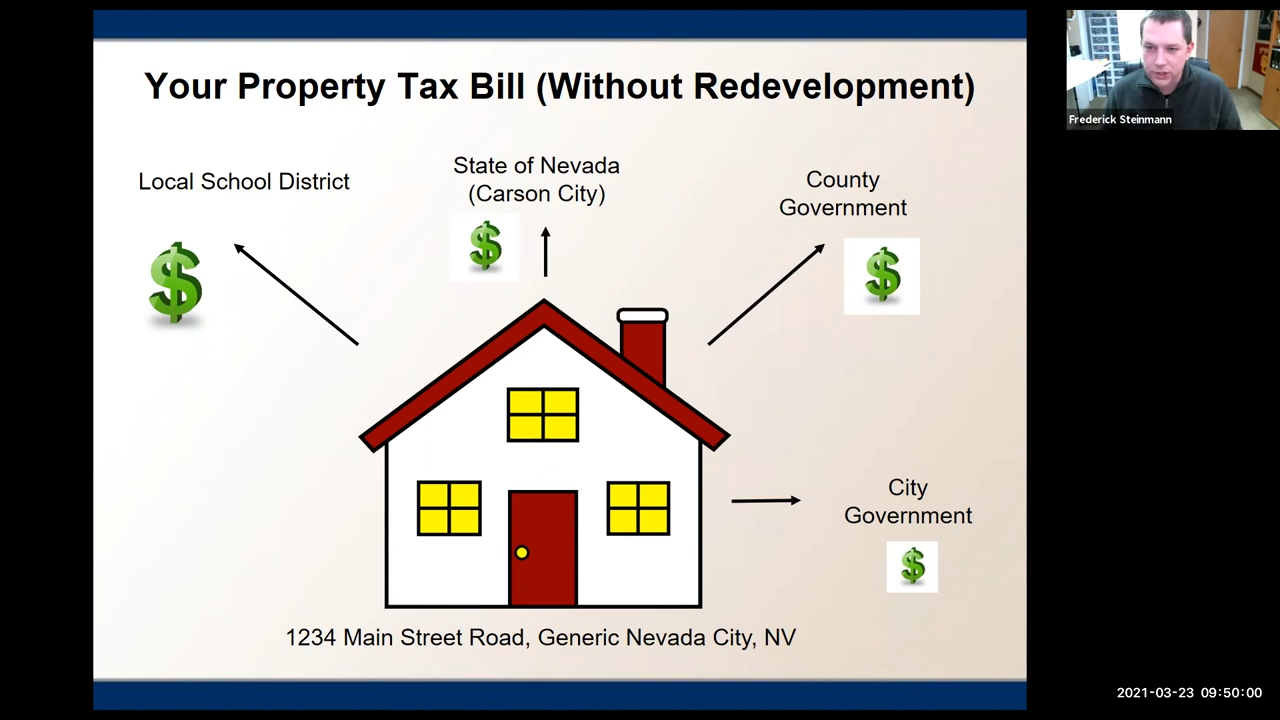 Your Property Tax Bill (Without Redevelopment)
Frederick Steinmann
Local School District
State of Nevada
(Carson City)
County
Government
$
$
$
City
Government
$
1234 Main Street Road, Generic Nevada City, NV
2021-03-23 09:50:00